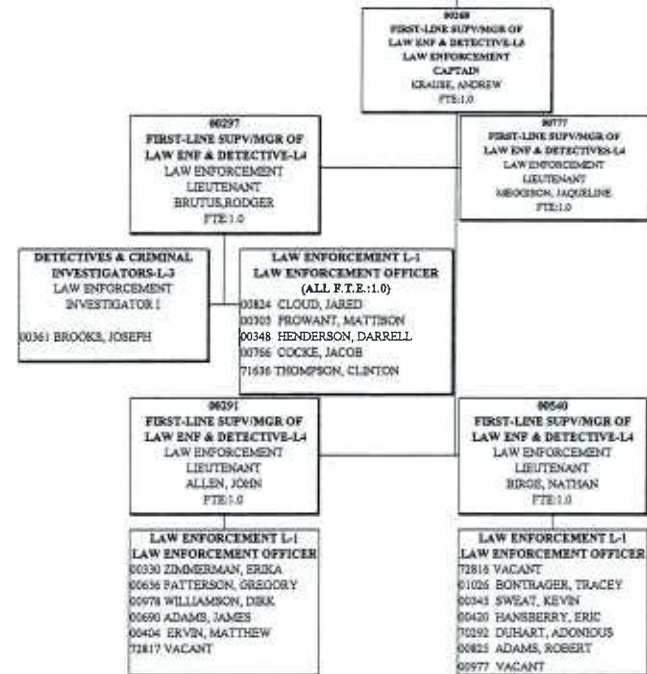 00269
FIRST-LINE SUPV/MGR OF
LAW ENF & DETECTIVE-L5
LAW ENFORCEMENT
CAPTAIN
KRAUSE, ANDREW
FTE:1.0
00297
FIRST-LINE SUPV/MGR OF
LAW ENF & DETECTIVE-L4
LAW ENFORCEMENT
LIEUTENANT
BRUTUS,RODGER
FTE:1.0
00777
FIRST-LINE SUPV/MGR OF
LAW ENF & DETECTIVES-L4
LAW ENFORCEMENT
LIEUTENANT
MEGGISON, JAQUELINE
FTE:1.0
DETECTIVES & CRIMINAL
INVESTIGATORS-L-3
LAW ENFORCEMENT
INVESTIGATOR I
00361 BROOKS, JOSEPH
LAW ENFORCEMENT L-1
LAW ENFORCEMENT OFFICER
(ALL F.T.E.:1.0)
00824 CLOUD, JARED
00303 PROWANT, MATTISON
00348 HENDERSON, DARRELL
00766 COCKE, JACOB
71636 THOMPSON, CLINTON
00291
FIRST-LINE SUPV/MGR OF
LAW ENF & DETECTIVE-L4
LAW ENFORCEMENT
LIEUTENANT
ALLEN, JOHN
FTE:1.0
00540
FIRST-LINE SUPV/MGR OF
LAW ENF & DETECTIVE-L4
LAW ENFORCEMENT
LIEUTENANT
BIRGE, NATHAN
FTE:1.0
LAW ENFORCEMENT L-1
LAW ENFORCEMENT OFFICER
00330 ZIMMERMAN, ERIKA
00636 PATTERSON, GREGORY
00978 WILLIAMSON, DIRK
00690 ADAMS, JAMES
00404 ERVIN, MATTHEW
72817 VACANT
LAW ENFORCEMENT L-1
LAW ENFORCEMENT OFFICER
72816 VACANT
01026 BONTRAGER, TRACEY
00345 SWEAT, KEVIN
00420 HANSBERRY, ERIC
70292 DUHART, ADONIOUS
00825 ADAMS, ROBERT
00977 VACANT